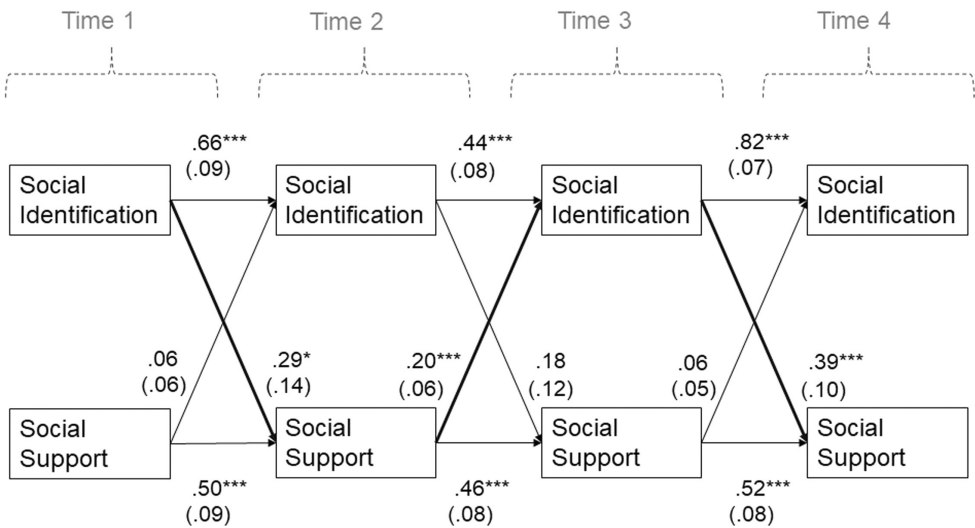 Time 1
Time 2
Time 3
Time 4
.66***
(.09)
.44***
(.08)
.82***
(.07)
Social
Identification
Social
Identification
Social
Identification
Social
Identification
.06
(.06)
.29*
(.14)
.20***
(.06)
.18
(.12)
.06
(.05)
.39***
(.10)
Social
Support
Social
Support
Social
Support
Social
Support
.50***
(.09)
.46***
(.08)
.52***
(.08)